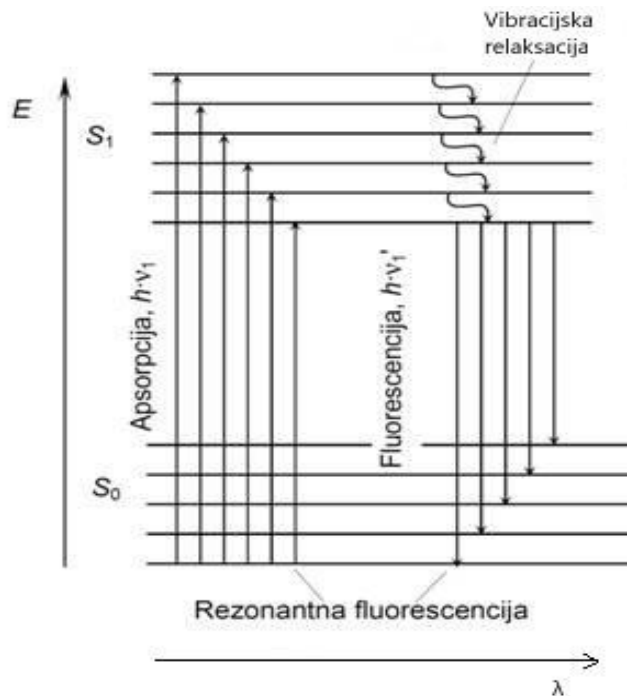 Vibracijska
relaksacija
E
S₁
Apsorpcija, h·ν₁
Fluorescencija, h·ν₁'
S₀
Rezonantna fluorescencija
λ